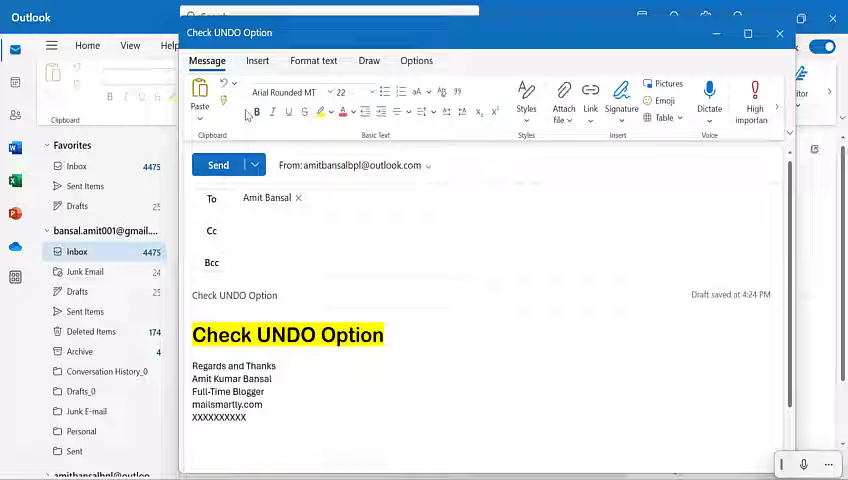 Outlook
Check UNDO Option
Home View
Message Insert Format text Draw Options
Paste
Clipboard
Arial Rounded MT 22
Basic Text
Styles
Styles
Attach file
Link
Signature
Pictures
Emoji
Table
Insert
Dictate
Voice
High importan
Clipboard
Favorites
Inbox 4475
Sent Items
Drafts 25
bansal.amit001@gmail....
Inbox 4475
Junk Email 24
Drafts 25
Sent Items
Deleted Items 174
Archive 4
Conversation History_0
Drafts_0
Junk E-mail
Personal
Sent
Send
From: amitbansalbpl@outlook.com
To Amit Bansal
Cc
Bcc
Check UNDO Option Draft saved at 4:24 PM
Check UNDO Option
Regards and Thanks
Amit Kumar Bansal
Full-Time Blogger
mailsmartly.com
XXXXXXXXXX